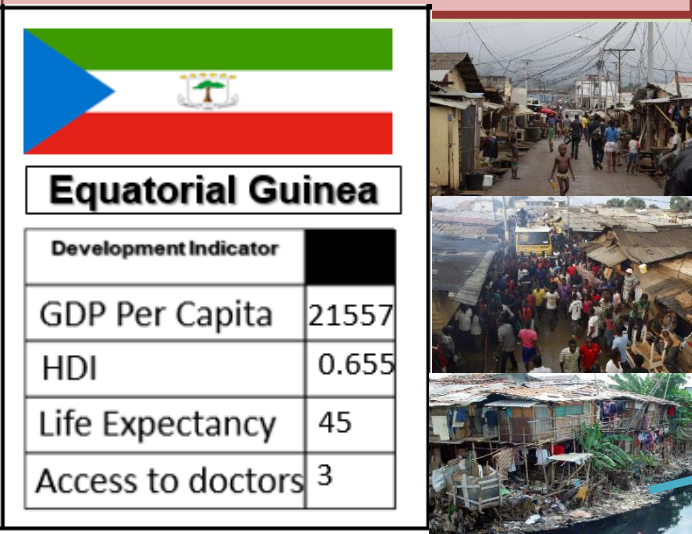 Equatorial Guinea
Development Indicator
GDP Per Capita 21557
HDI 0.655
Life Expectancy 45
Access to doctors 3